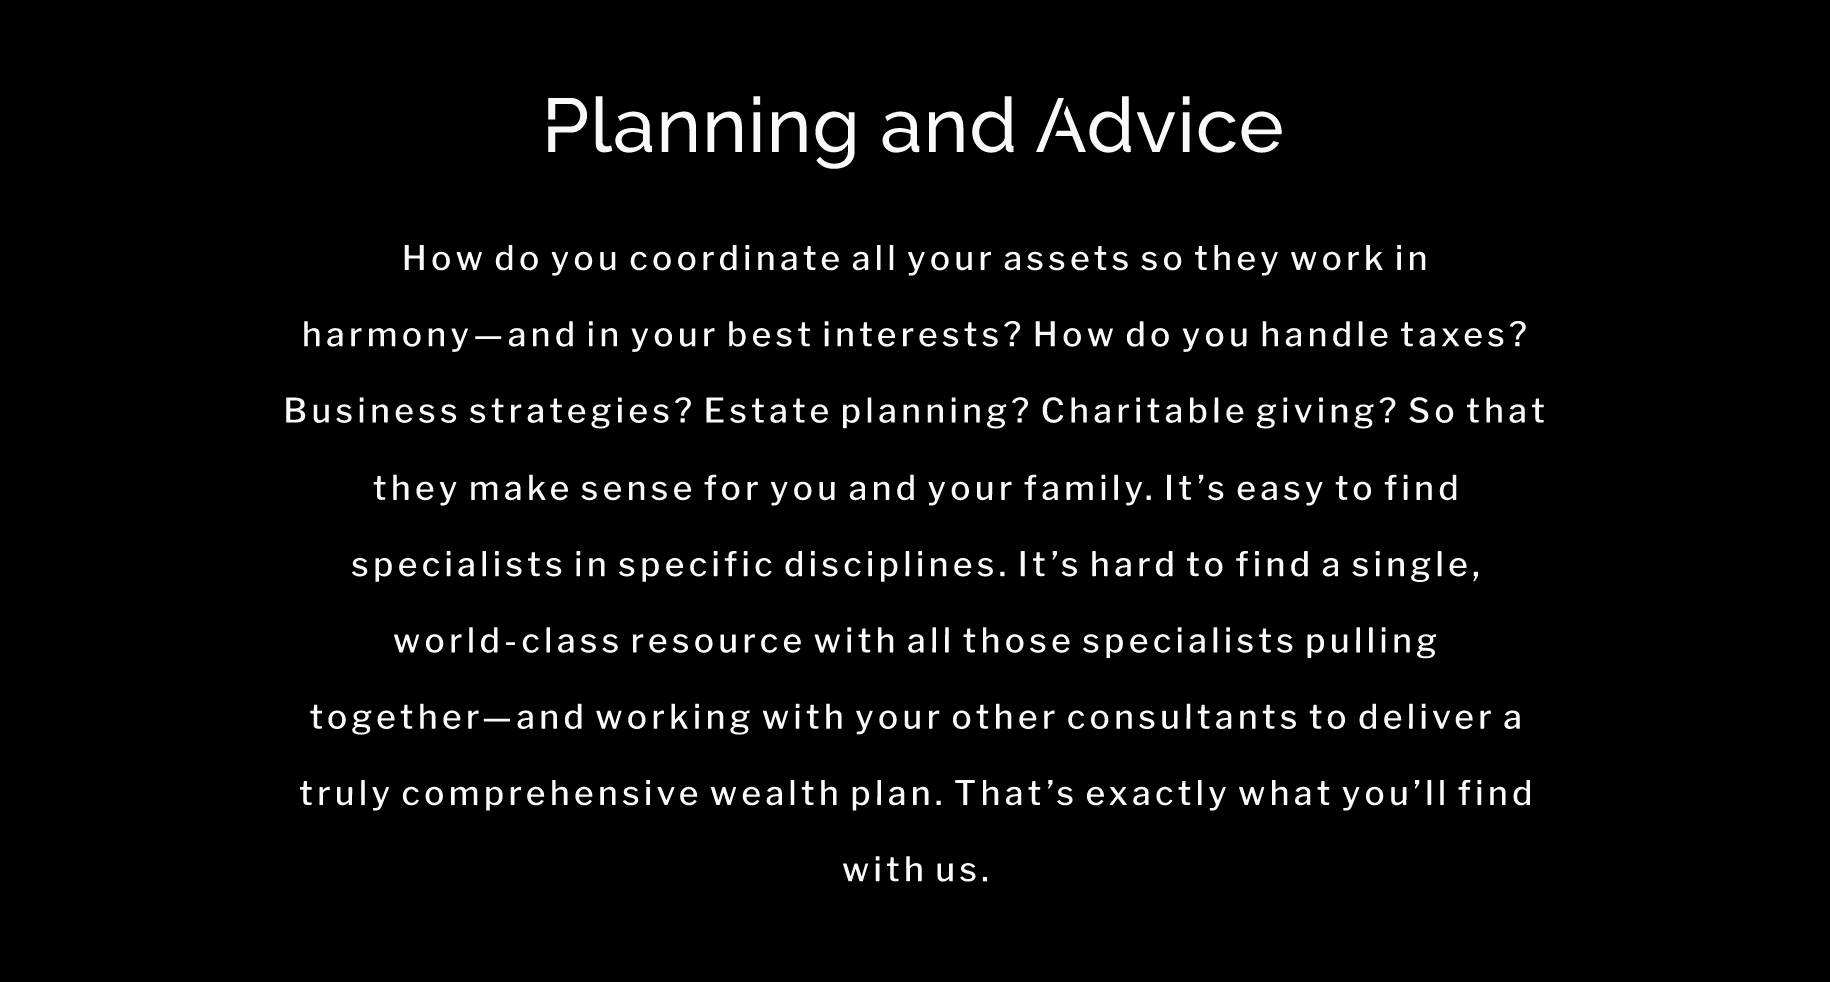 Planning and Advice
How do you coordinate all your assets so they work in
harmony—and in your best interests? How do you handle taxes?
Business strategies? Estate planning? Charitable giving? So that
they make sense for you and your family. It’s easy to find
specialists in specific disciplines. It’s hard to find a single,
world-class resource with all those specialists pulling
together—and working with your other consultants to deliver a
truly comprehensive wealth plan. That’s exactly what you’ll find
with us.